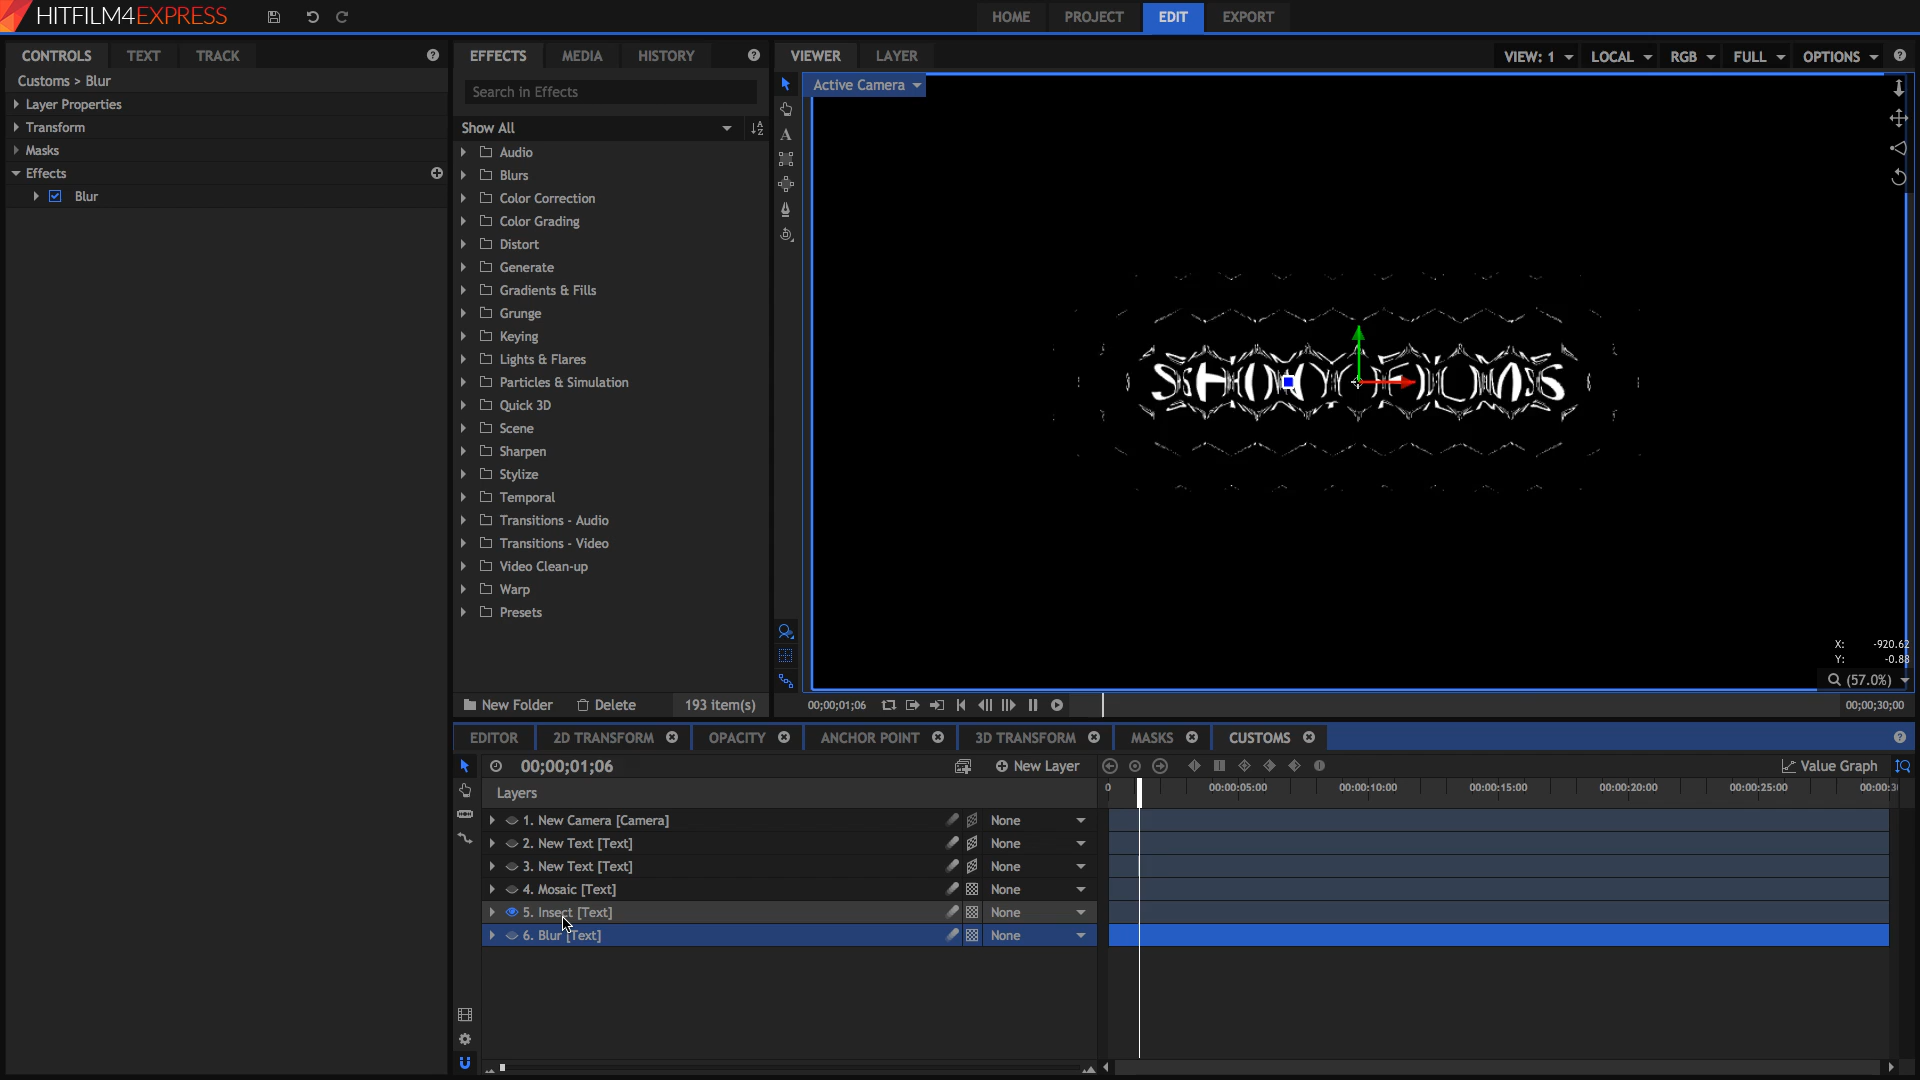 HITFILM4EXPRESS
HOME PROJECT EDIT EXPORT
CONTROLS TEXT TRACK
EFFECTS MEDIA HISTORY
VIEWER LAYER
VIEW: 1 LOCAL RGB FULL OPTIONS
Customs > Blur
Layer Properties
Transform
Masks
Effects
Blur
Search in Effects
Show All
Audio
Blurs
Color Correction
Color Grading
Distort
Generate
Gradients & Fills
Grunge
Keying
Lights & Flares
Particles & Simulation
Quick 3D
Scene
Sharpen
Stylize
Temporal
Transitions - Audio
Transitions - Video
Video Clean-up
Warp
Presets
New Folder Delete 193 item(s)
Active Camera
A
SHINY FILMS
X: -920.62
Y: -0.88
(57.0%)
00;00;01;06
00;00;30;00
EDITOR 2D TRANSFORM OPACITY ANCHOR POINT 3D TRANSFORM MASKS CUSTOMS
00;00;01;06 New Layer
Value Graph
Layers
0 00:00:05:00 00:00:10:00 00:00:15:00 00:00:20:00 00:00:25:00 00:00:3
1. New Camera [Camera] None
2. New Text [Text] None
3. New Text [Text] None
4. Mosaic [Text] None
5. Insect [Text] None
6. Blur [Text] None